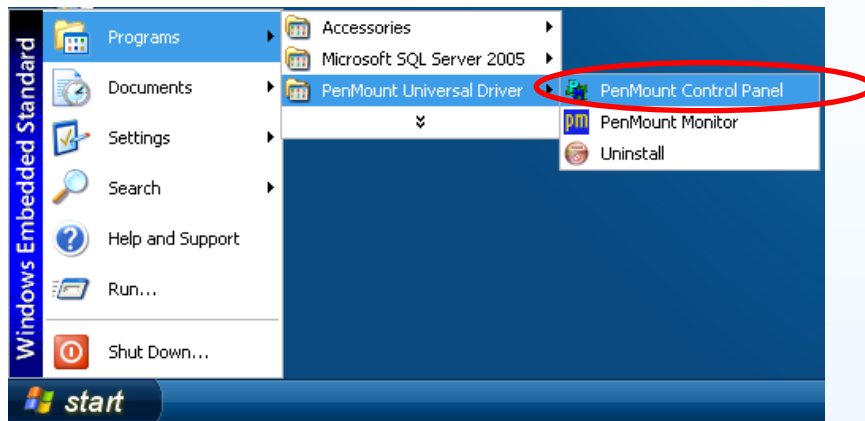 Windows Embedded Standard
Programs
Documents
Settings
Search
Help and Support
Run...
Shut Down...
Accessories
Microsoft SQL Server 2005
PenMount Universal Driver
PenMount Control Panel
pm PenMount Monitor
Uninstall
start